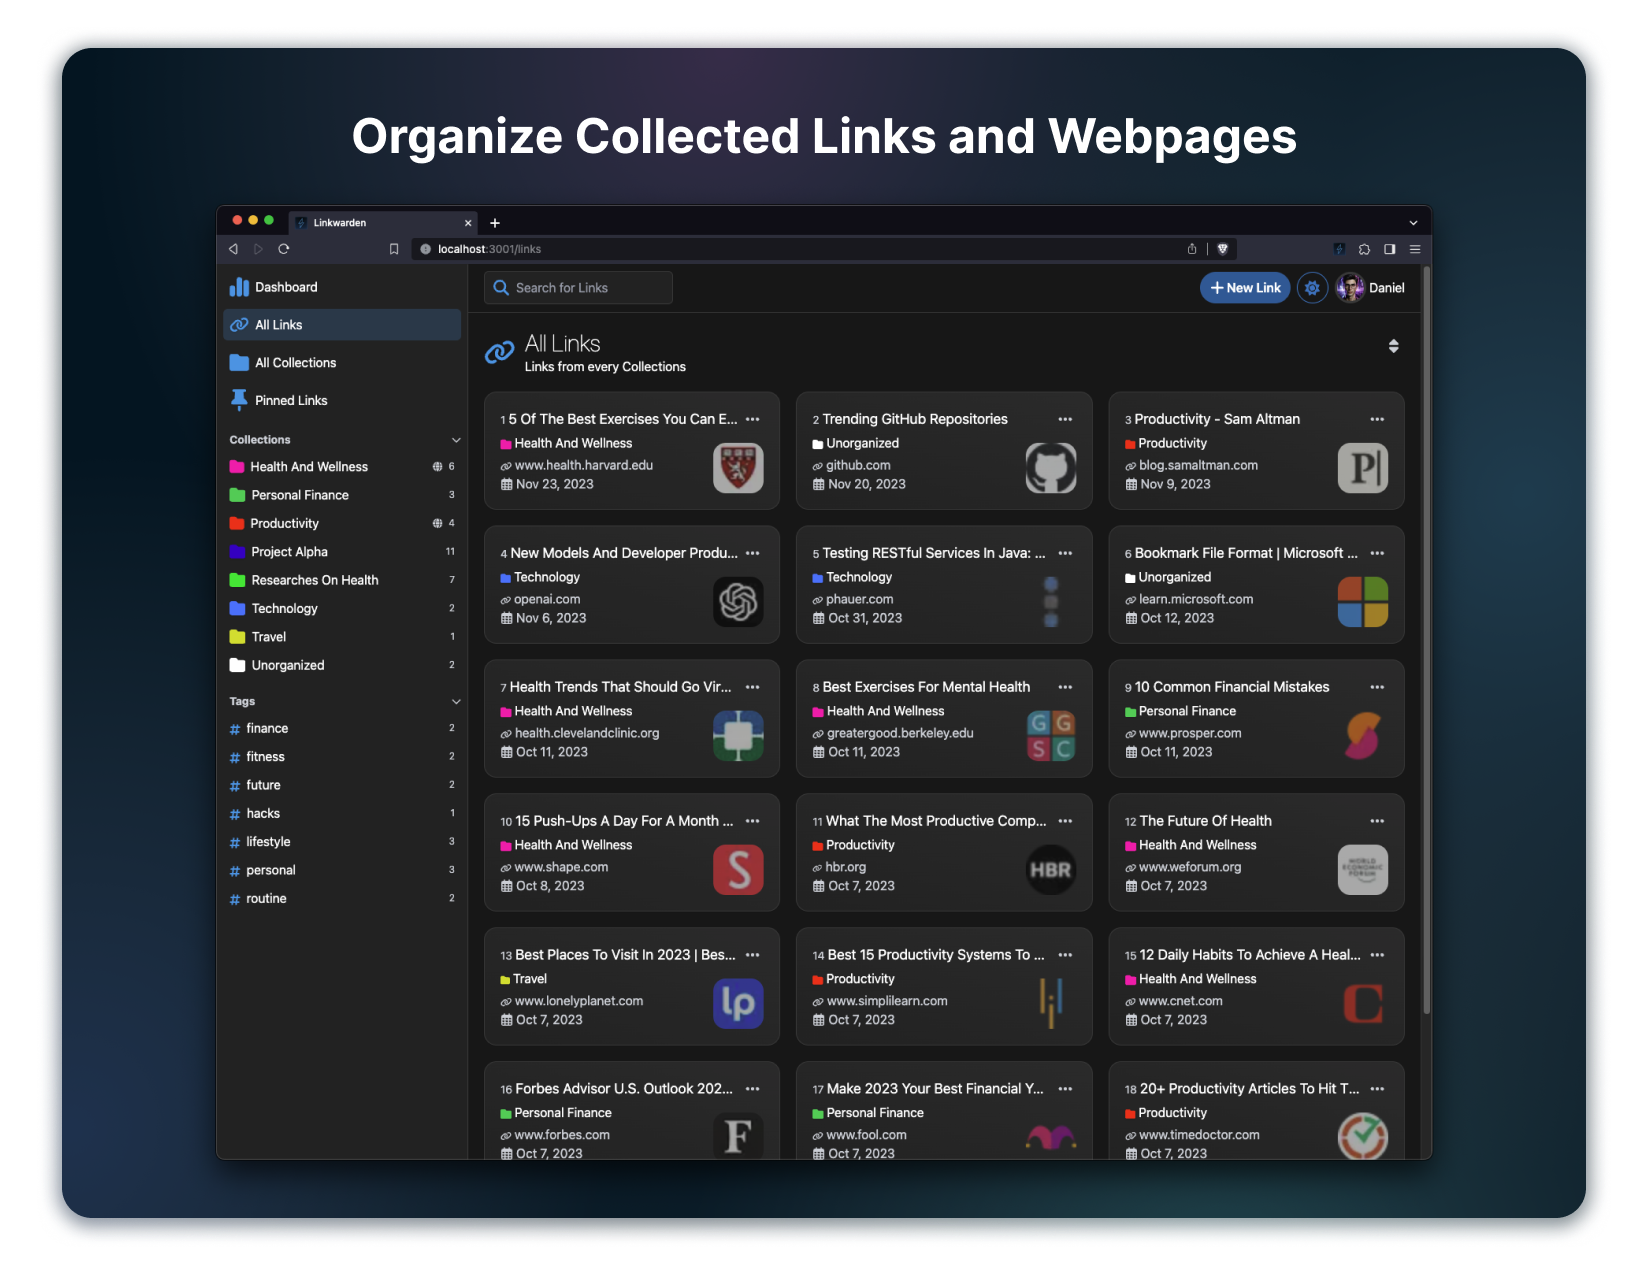 Organize Collected Links and Webpages
Linkwarden
localhost:3001/links
Dashboard
All Links
All Collections
Pinned Links
Collections
Health And Wellness 6
Personal Finance 3
Productivity 4
Project Alpha 11
Researches On Health 7
Technology 2
Travel 1
Unorganized 2
Tags
# finance 2
# fitness 2
# future 2
# hacks 1
# lifestyle 3
# personal 3
# routine 2
Search for Links
+ New Link
Daniel
All Links
Links from every Collections
1 5 Of The Best Exercises You Can E...
Health And Wellness
www.health.harvard.edu
Nov 23, 2023
2 Trending GitHub Repositories
Unorganized
github.com
Nov 20, 2023
3 Productivity - Sam Altman
Productivity
blog.samaltman.com
Nov 9, 2023
P|
4 New Models And Developer Produ...
Technology
openai.com
Nov 6, 2023
5 Testing RESTful Services In Java: ...
Technology
phauer.com
Oct 31, 2023
6 Bookmark File Format | Microsoft ...
Unorganized
learn.microsoft.com
Oct 12, 2023
7 Health Trends That Should Go Vir...
Health And Wellness
health.clevelandclinic.org
Oct 11, 2023
8 Best Exercises For Mental Health
Health And Wellness
greatergood.berkeley.edu
Oct 11, 2023
G G
S C
9 10 Common Financial Mistakes
Personal Finance
www.prosper.com
Oct 11, 2023
10 15 Push-Ups A Day For A Month ...
Health And Wellness
www.shape.com
Oct 8, 2023
S
11 What The Most Productive Comp...
Productivity
hbr.org
Oct 7, 2023
HBR
12 The Future Of Health
Health And Wellness
www.weforum.org
Oct 7, 2023
WORLD
ECONOMIC
FORUM
13 Best Places To Visit In 2023 | Bes...
Travel
www.lonelyplanet.com
Oct 7, 2023
lp
14 Best 15 Productivity Systems To ...
Productivity
www.simplilearn.com
Oct 7, 2023
15 12 Daily Habits To Achieve A Heal...
Health And Wellness
www.cnet.com
Oct 7, 2023
C
16 Forbes Advisor U.S. Outlook 202...
Personal Finance
www.forbes.com
Oct 7, 2023
F
17 Make 2023 Your Best Financial Y...
Personal Finance
www.fool.com
Oct 7, 2023
18 20+ Productivity Articles To Hit T...
Productivity
www.timedoctor.com
Oct 7, 2023